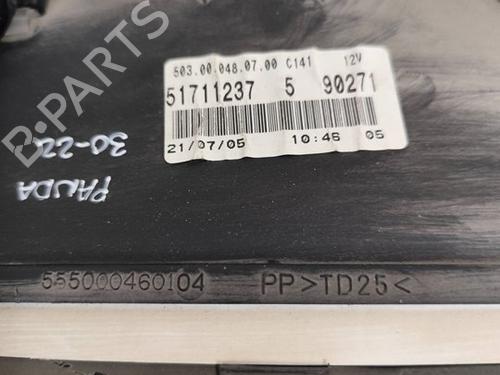 B-PARTS
503.00.048.07.00 C141 12V
51711237 5 90271
21/07/05 10:46 05
30-22
PANDA
555000460104 PP>TD25<